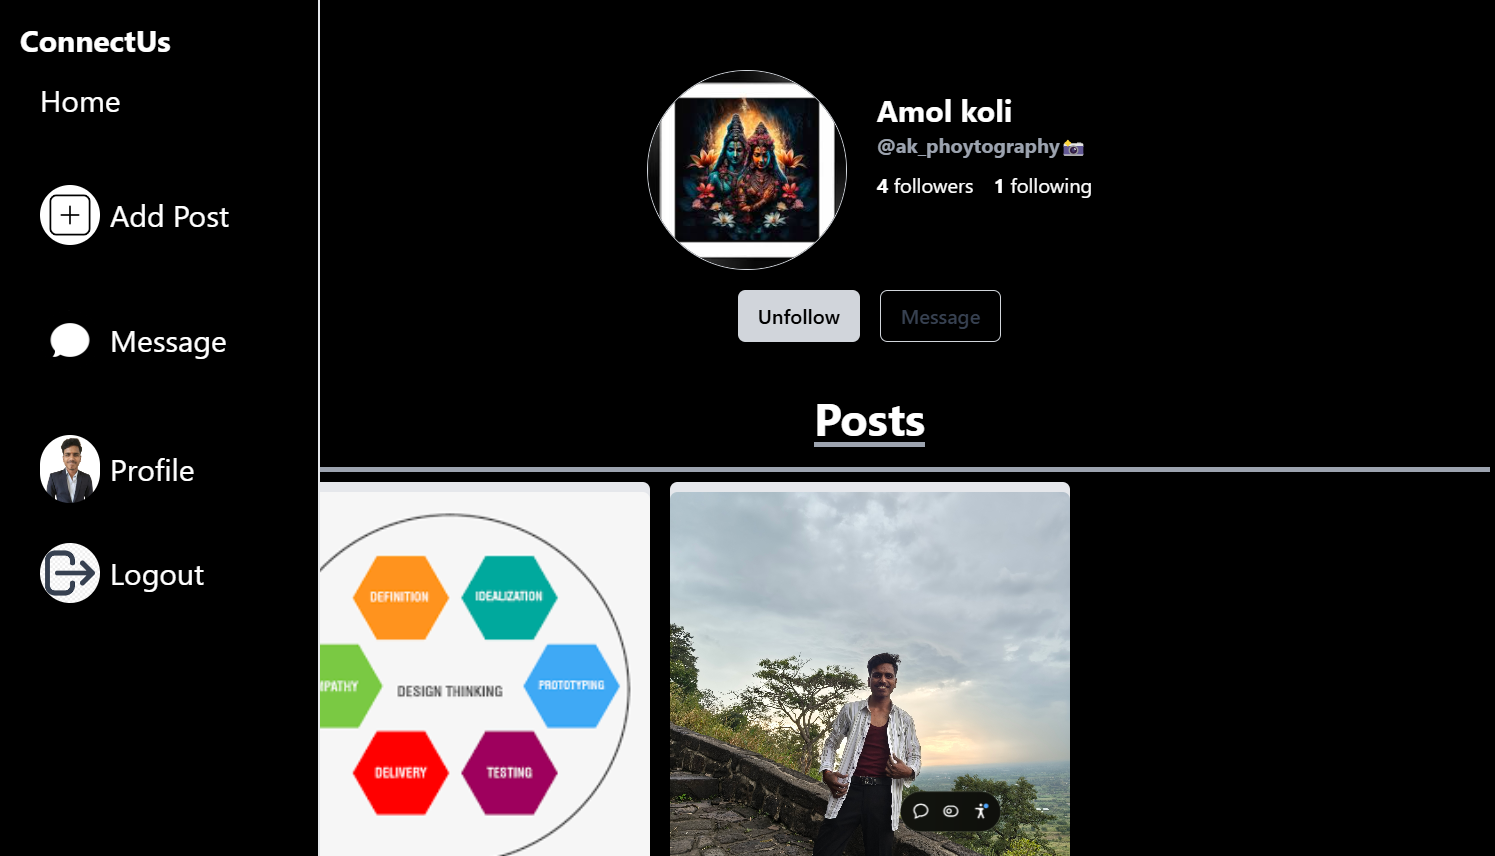 ConnectUs
Home
Add Post
Message
Profile
Logout
Amol koli
@ak_phoytography📸
4 followers 1 following
Unfollow Message
Posts
DEFINITION IDEALIZATION
IPATHY DESIGN THINKING PROTOTYPING
DELIVERY TESTING